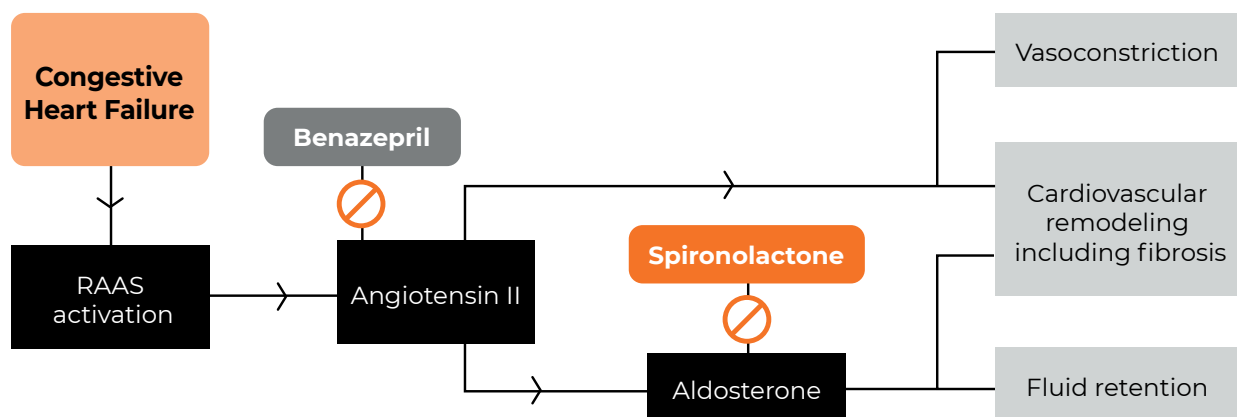 Congestive
Heart Failure
Benazepril
RAAS
activation
Angiotensin II
Spironolactone
Aldosterone
Vasoconstriction
Cardiovascular
remodeling
including fibrosis
Fluid retention